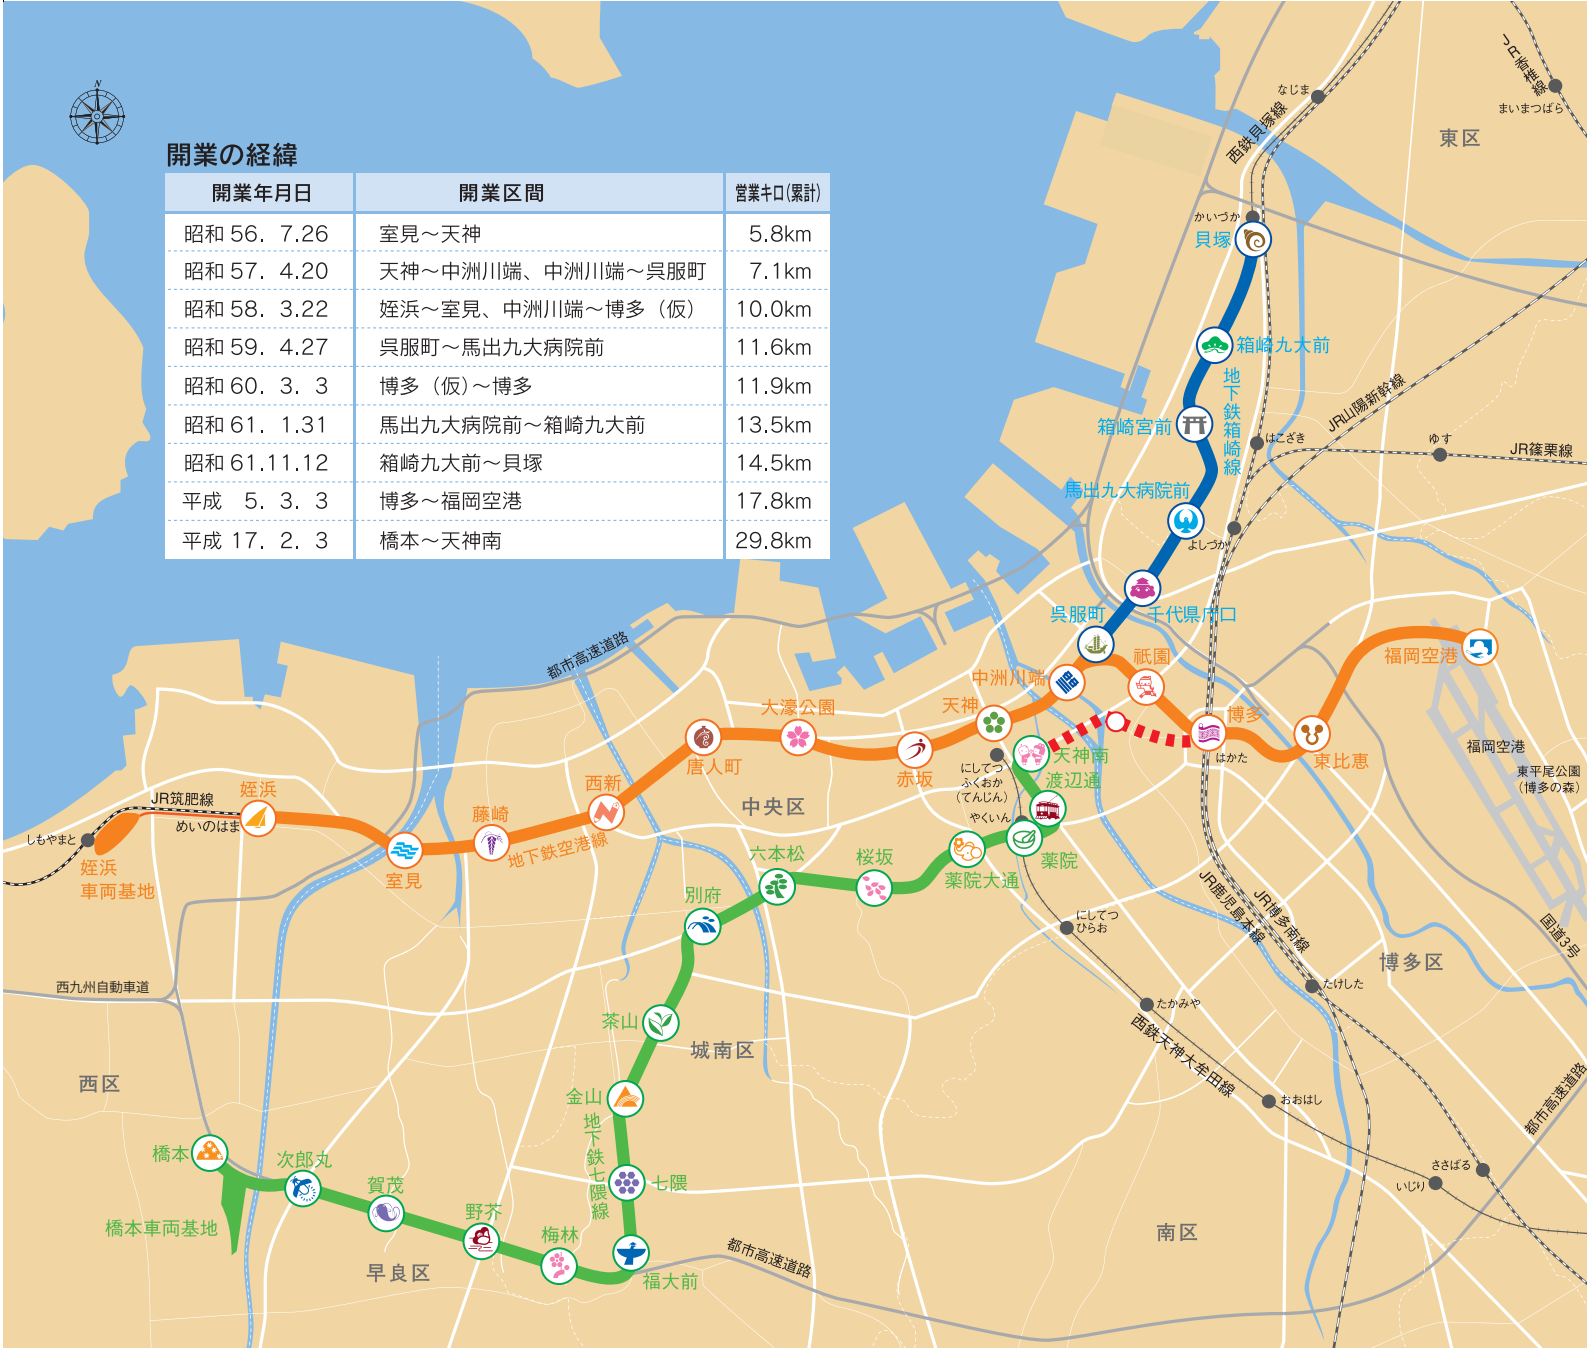 N
開業の経緯
開業年月日 開業区間 営業キロ(累計)
昭和 56. 7.26 室見～天神 5.8km
昭和 57. 4.20 天神～中洲川端、中洲川端～呉服町 7.1km
昭和 58. 3.22 姪浜～室見、中洲川端～博多（仮） 10.0km
昭和 59. 4.27 呉服町～馬出九大病院前 11.6km
昭和 60. 3. 3 博多（仮）～博多 11.9km
昭和 61. 1.31 馬出九大病院前～箱崎九大前 13.5km
昭和 61.11.12 箱崎九大前～貝塚 14.5km
平成 5. 3. 3 博多～福岡空港 17.8km
平成 17. 2. 3 橋本～天神南 29.8km
JR香椎線
まいまつばら
なじま
西鉄貝塚線
東区
かいづか
貝塚
箱崎九大前
地下鉄箱崎線
箱崎宮前
はこざき
JR山陽新幹線
ゆす
JR篠栗線
馬出九大病院前
よしづか
千代県庁口
呉服町
都市高速道路
中洲川端
祇園
福岡空港
天神
大濠公園
博多
はかた
東比恵
福岡空港
東平尾公園
（博多の森）
唐人町
赤坂
天神南
にしてつ
ふくおか
（てんじん）
渡辺通
やくいん
中央区
西新
姪浜
JR筑肥線
めいのはま
しもやまと
姪浜
車両基地
室見
藤崎
地下鉄空港線
六本松
桜坂
薬院大通
薬院
別府
JR鹿児島本線
JR博多南線
にしてつ
ひらお
国道3号
博多区
たけした
西九州自動車道
茶山
城南区
たかみや
西鉄天神大牟田線
西区
金山
地下鉄七隈線
おおはし
都市高速道路
橋本
次郎丸
賀茂
七隈
ささばる
いじり
橋本車両基地
野芥
梅林
福大前
早良区
都市高速道路
南区